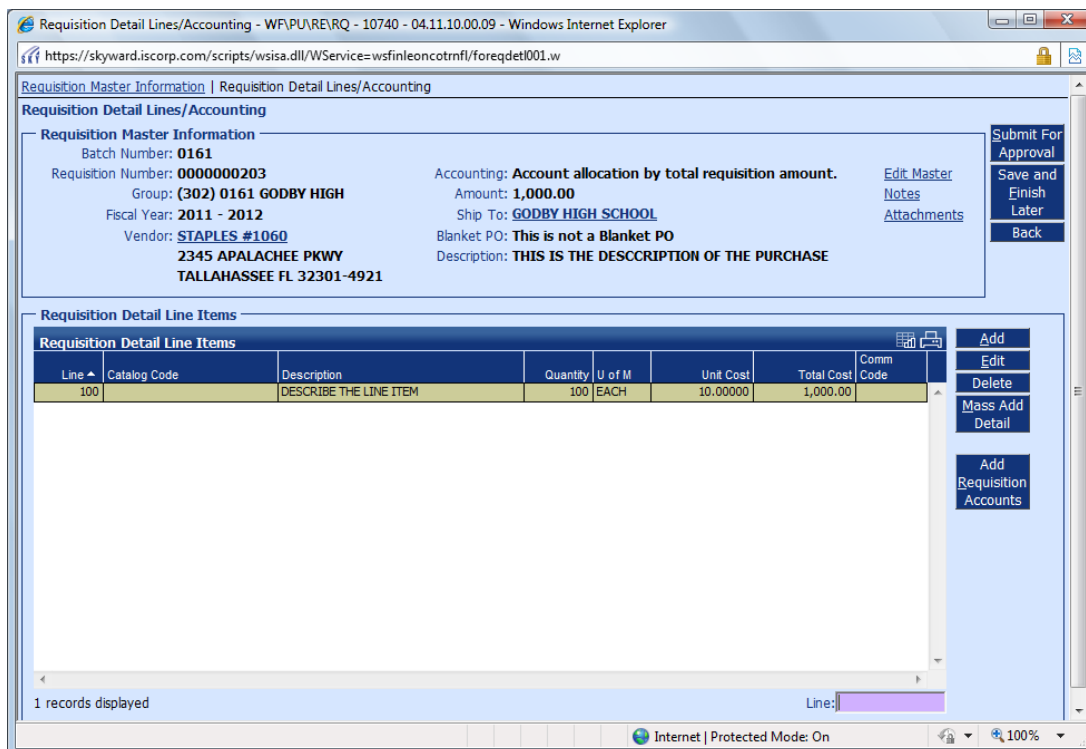 Requisition Detail Lines/Accounting - WF\PU\RE\RQ - 10740 - 04.11.10.00.09 - Windows Internet Explorer
https://skyward.iscorp.com/scripts/wsisa.dll/WService=wsfinleoncotrnfl/foreqdetl001.w
Requisition Master Information | Requisition Detail Lines/Accounting
Requisition Detail Lines/Accounting
Requisition Master Information
Batch Number: 0161
Requisition Number: 0000000203 Accounting: Account allocation by total requisition amount. Edit Master
Group: (302) 0161 GODBY HIGH Amount: 1,000.00 Notes
Fiscal Year: 2011 - 2012 Ship To: GODBY HIGH SCHOOL Attachments
Vendor: STAPLES #1060 Blanket PO: This is not a Blanket PO
2345 APALACHEE PKWY Description: THIS IS THE DESCCRIPTION OF THE PURCHASE
TALLAHASSEE FL 32301-4921
Submit For
Approval
Save and
Finish
Later
Back
Requisition Detail Line Items
Requisition Detail Line Items
Line Catalog Code Description Quantity U of M Unit Cost Total Cost Comm Code
100 DESCRIBE THE LINE ITEM 100 EACH 10.00000 1,000.00
Add
Edit
Delete
Mass Add
Detail
Add
Requisition
Accounts
1 records displayed Line:
Internet | Protected Mode: On 100%